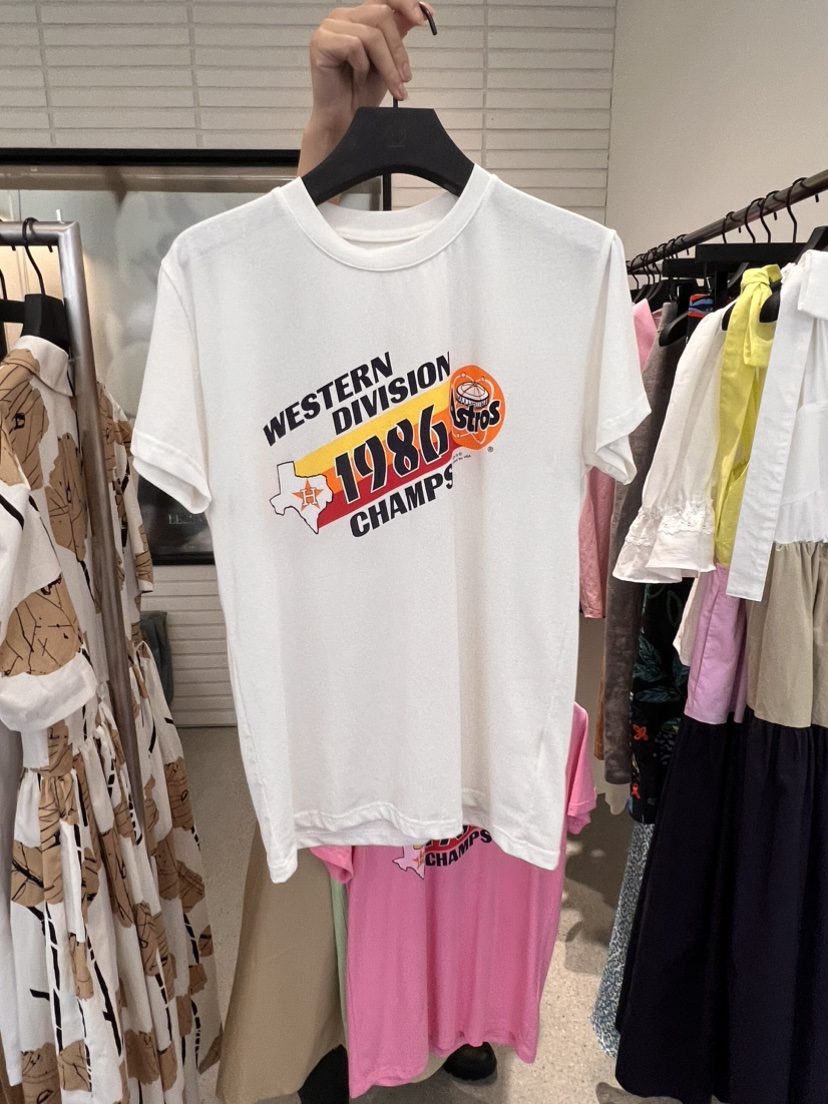 WESTERN
DIVISION
1986
Astros
®
H
CHAMPS
CHAMPS